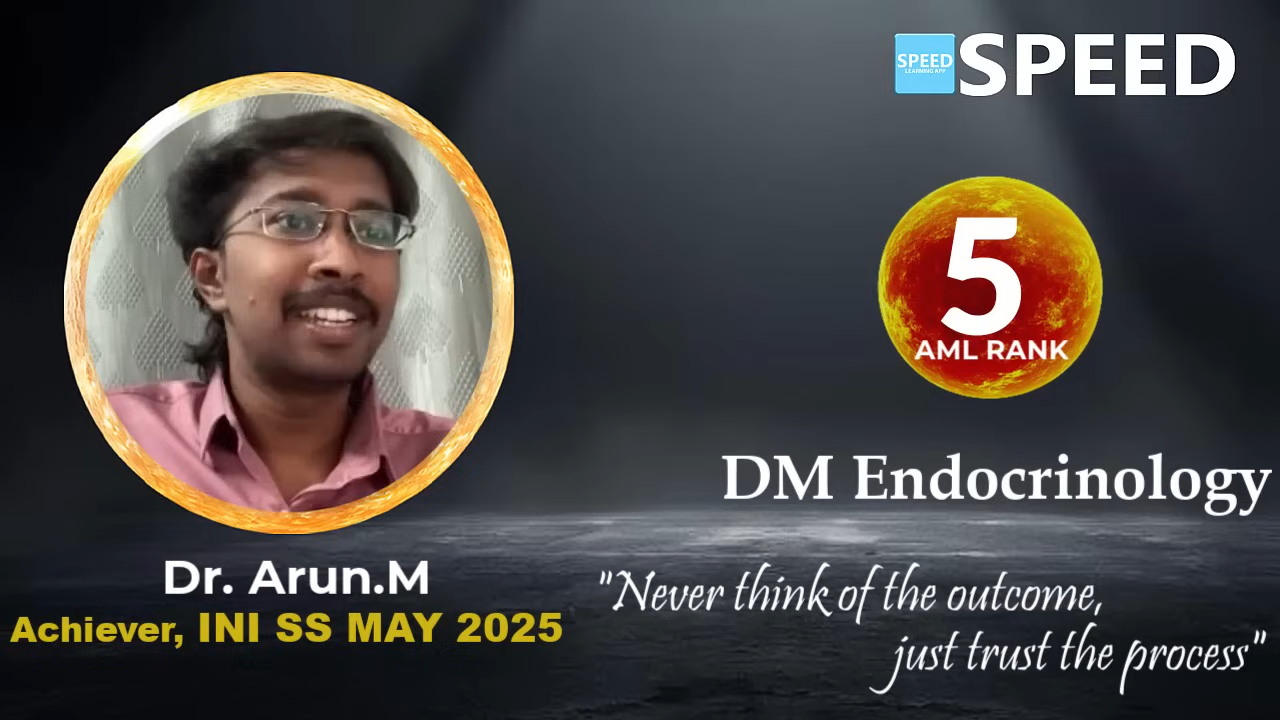 SPEED
LEARNING APP
SPEED
5
AML RANK
DM Endocrinology
Dr. Arun.M
Achiever, INI SS MAY 2025
"Never think of the outcome,
just trust the process"